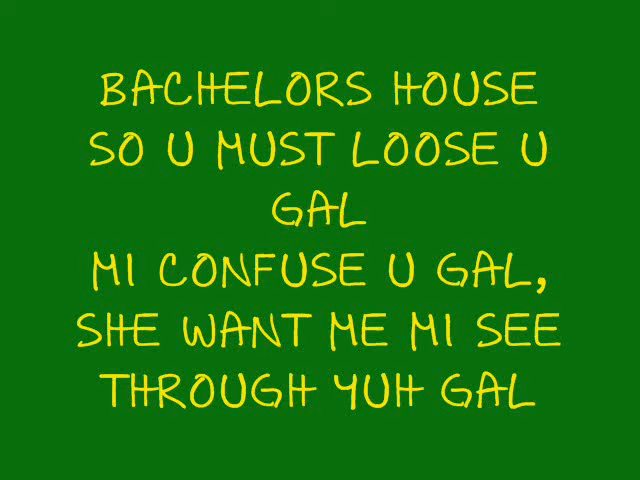 BACHELORS HOUSE
SO U MUST LOOSE U
GAL
MI CONFUSE U GAL,
SHE WANT ME MI SEE
THROUGH YUH GAL